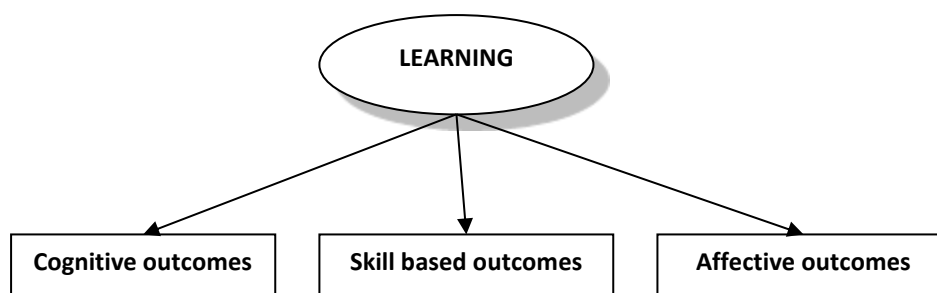 LEARNING
Cognitive outcomes
Skill based outcomes
Affective outcomes